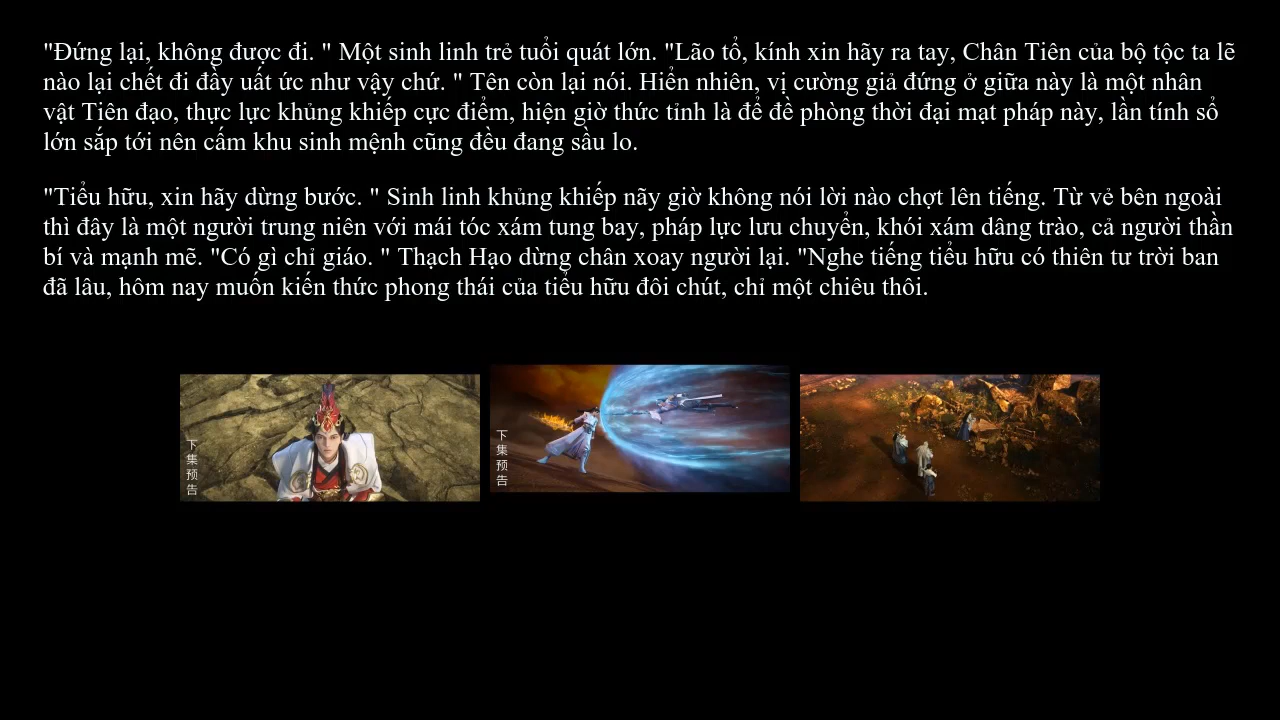 "Đứng lại, không được đi. " Một sinh linh trẻ tuổi quát lớn. "Lão tổ, kính xin hãy ra tay, Chân Tiên của bộ tộc ta lẽ
nào lại chết đi đầy uất ức như vậy chứ. " Tên còn lại nói. Hiển nhiên, vị cường giả đứng ở giữa này là một nhân
vật Tiên đạo, thực lực khủng khiếp cực điểm, hiện giờ thức tỉnh là để đề phòng thời đại mạt pháp này, lần tính sổ
lớn sắp tới nên cấm khu sinh mệnh cũng đều đang sầu lo.
"Tiểu hữu, xin hãy dừng bước. " Sinh linh khủng khiếp nãy giờ không nói lời nào chợt lên tiếng. Từ vẻ bên ngoài
thì đây là một người trung niên với mái tóc xám tung bay, pháp lực lưu chuyển, khói xám dâng trào, cả người thần
bí và mạnh mẽ. "Có gì chỉ giáo. " Thạch Hạo dừng chân xoay người lại. "Nghe tiếng tiểu hữu có thiên tư trời ban
đã lâu, hôm nay muốn kiến thức phong thái của tiểu hữu đôi chút, chỉ một chiêu thôi.
下集预告
下集预告